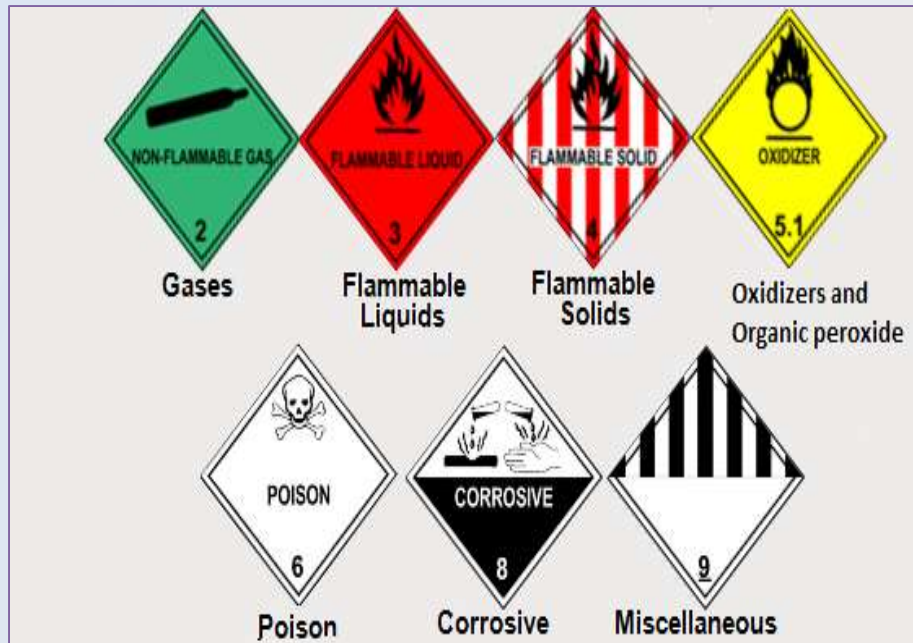 NON-FLAMMABLE GAS
2
Gases
FLAMMABLE LIQUID
3
Flammable
Liquids
FLAMMABLE SOLID
4
Flammable
Solids
OXIDIZER
5.1
Oxidizers and
Organic peroxide
POISON
6
Poison
CORROSIVE
8
Corrosive
9
Miscellaneous